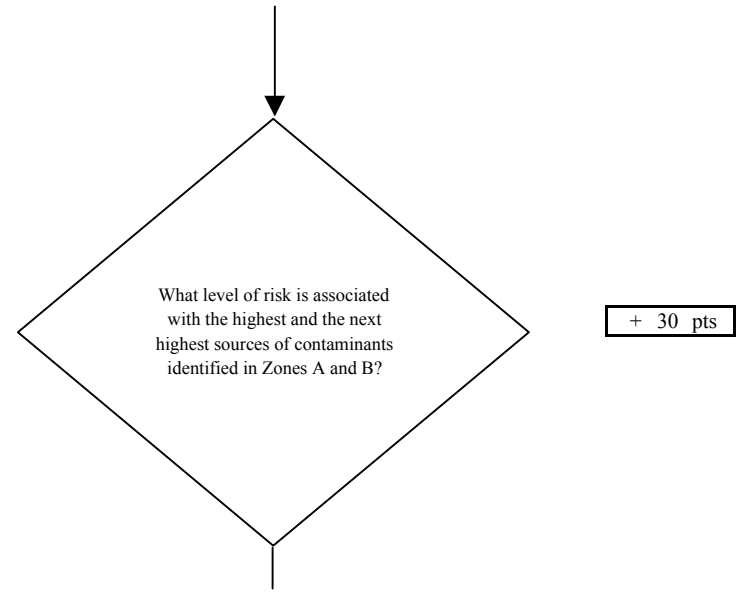 What level of risk is associated
with the highest and the next
highest sources of contaminants
identified in Zones A and B?
+ 30 pts